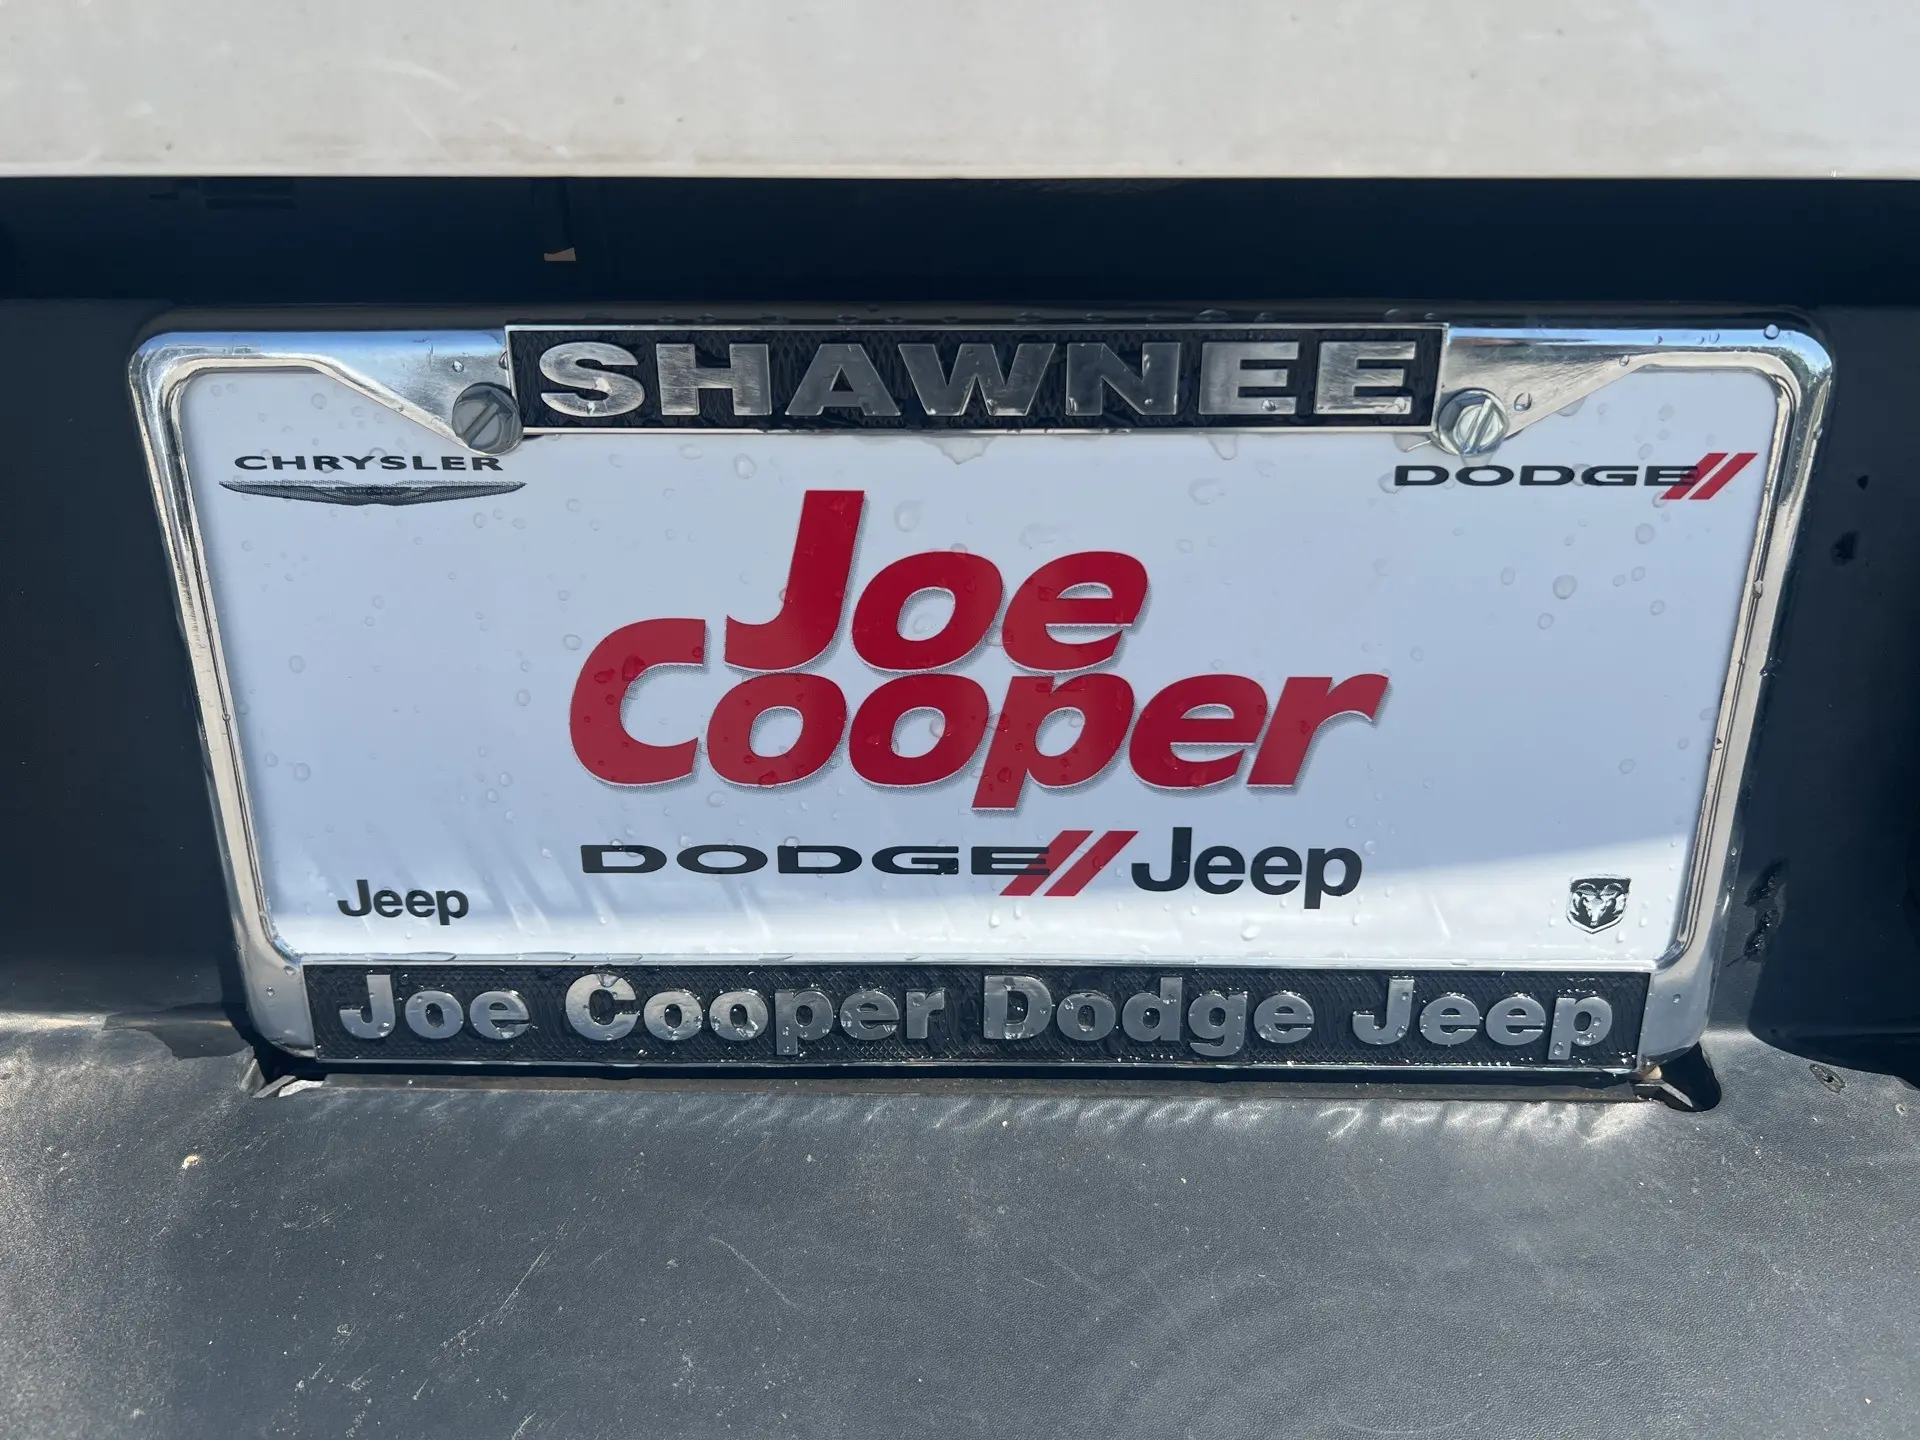 SHAWNEE
CHRYSLER
DODGE
Joe
Cooper
DODGE Jeep
Jeep
Joe Cooper Dodge Jeep